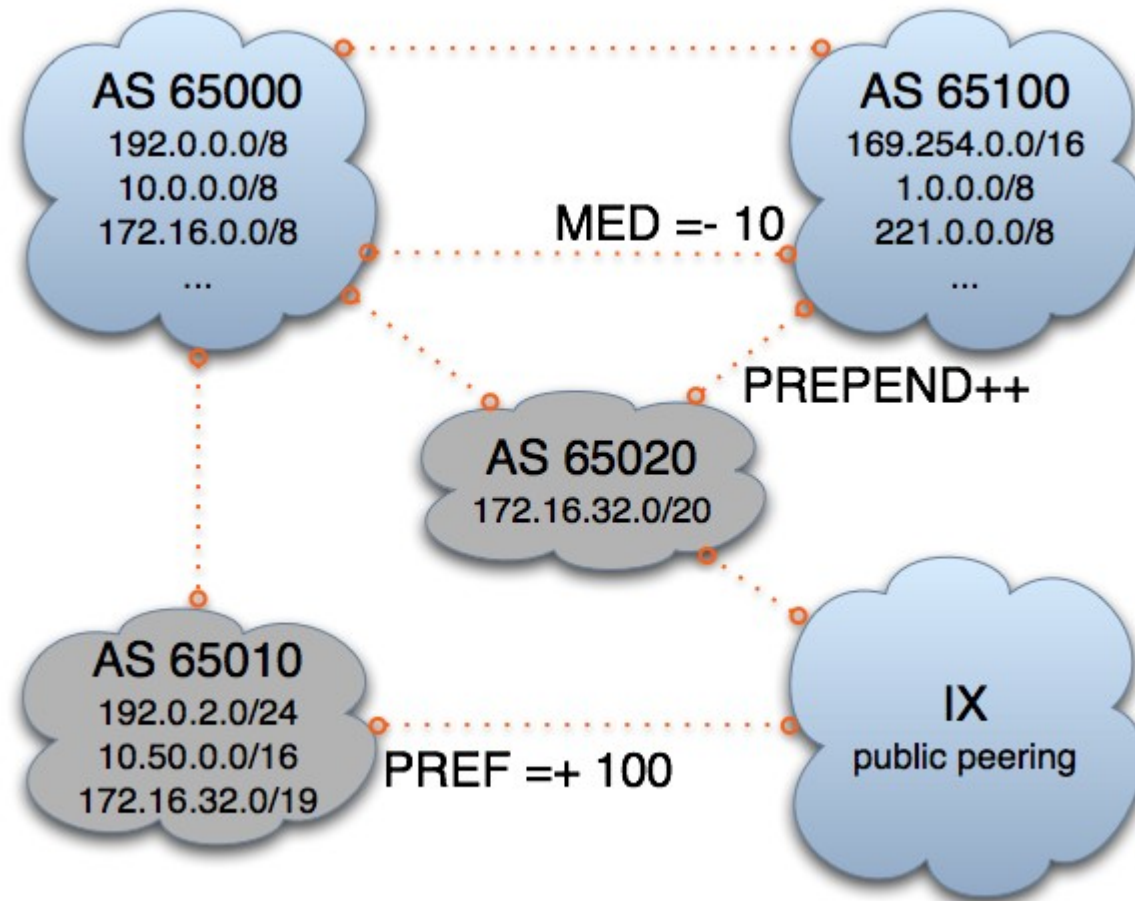 AS 65000
192.0.0.0/8
10.0.0.0/8
172.16.0.0/8
...
AS 65100
169.254.0.0/16
1.0.0.0/8
221.0.0.0/8
...
MED =- 10
PREPEND++
AS 65020
172.16.32.0/20
AS 65010
192.0.2.0/24
10.50.0.0/16
172.16.32.0/19
PREF =+ 100
IX
public peering